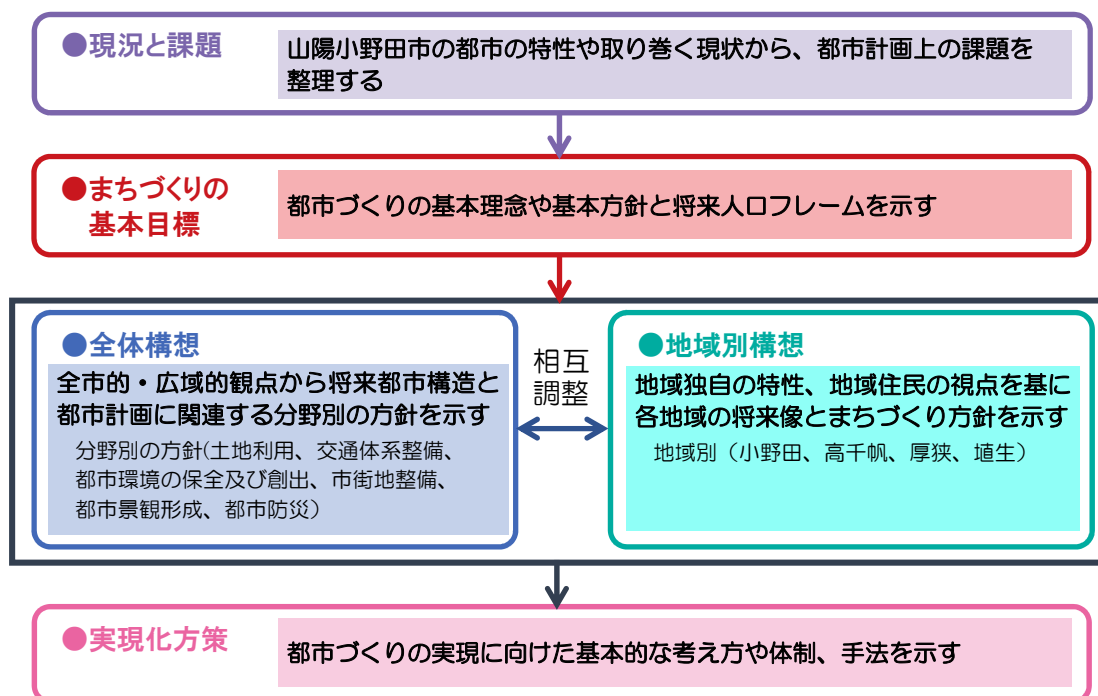 ●現況と課題
山陽小野田市の都市の特性や取り巻く現状から、都市計画上の課題を
整理する
●まちづくりの
基本目標
都市づくりの基本理念や基本方針と将来人口フレームを示す
●全体構想
全市的・広域的観点から将来都市構造と
都市計画に関連する分野別の方針を示す
分野別の方針(土地利用、交通体系整備、
都市環境の保全及び創出、市街地整備、
都市景観形成、都市防災）
相互
調整
●地域別構想
地域独自の特性、地域住民の視点を基に
各地域の将来像とまちづくり方針を示す
地域別（小野田、高千帆、厚狭、埴生）
●実現化方策
都市づくりの実現に向けた基本的な考え方や体制、手法を示す